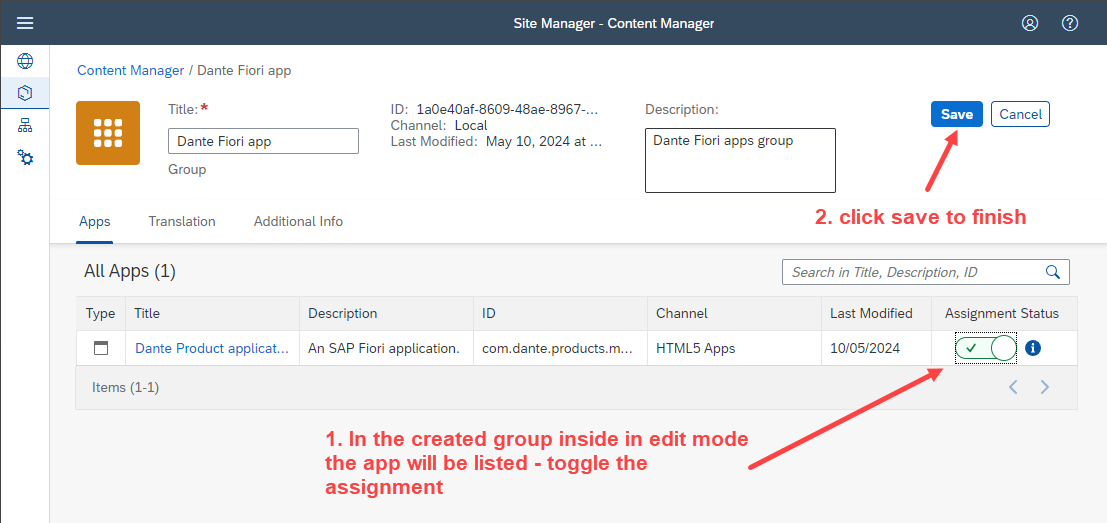 Site Manager - Content Manager
Content Manager / Dante Fiori app
Title:*
Dante Fiori app
Group
ID: 1a0e40af-8609-48ae-8967-...
Channel: Local
Last Modified: May 10, 2024 at ...
Description:
Dante Fiori apps group
Save
Cancel
2. click save to finish
Apps
Translation
Additional Info
All Apps (1)
Search in Title, Description, ID
Type Title Description ID Channel Last Modified Assignment Status
Dante Product applicat... An SAP Fiori application. com.dante.products.m... HTML5 Apps 10/05/2024
Items (1-1)
1. In the created group inside in edit mode
the app will be listed - toggle the
assignment